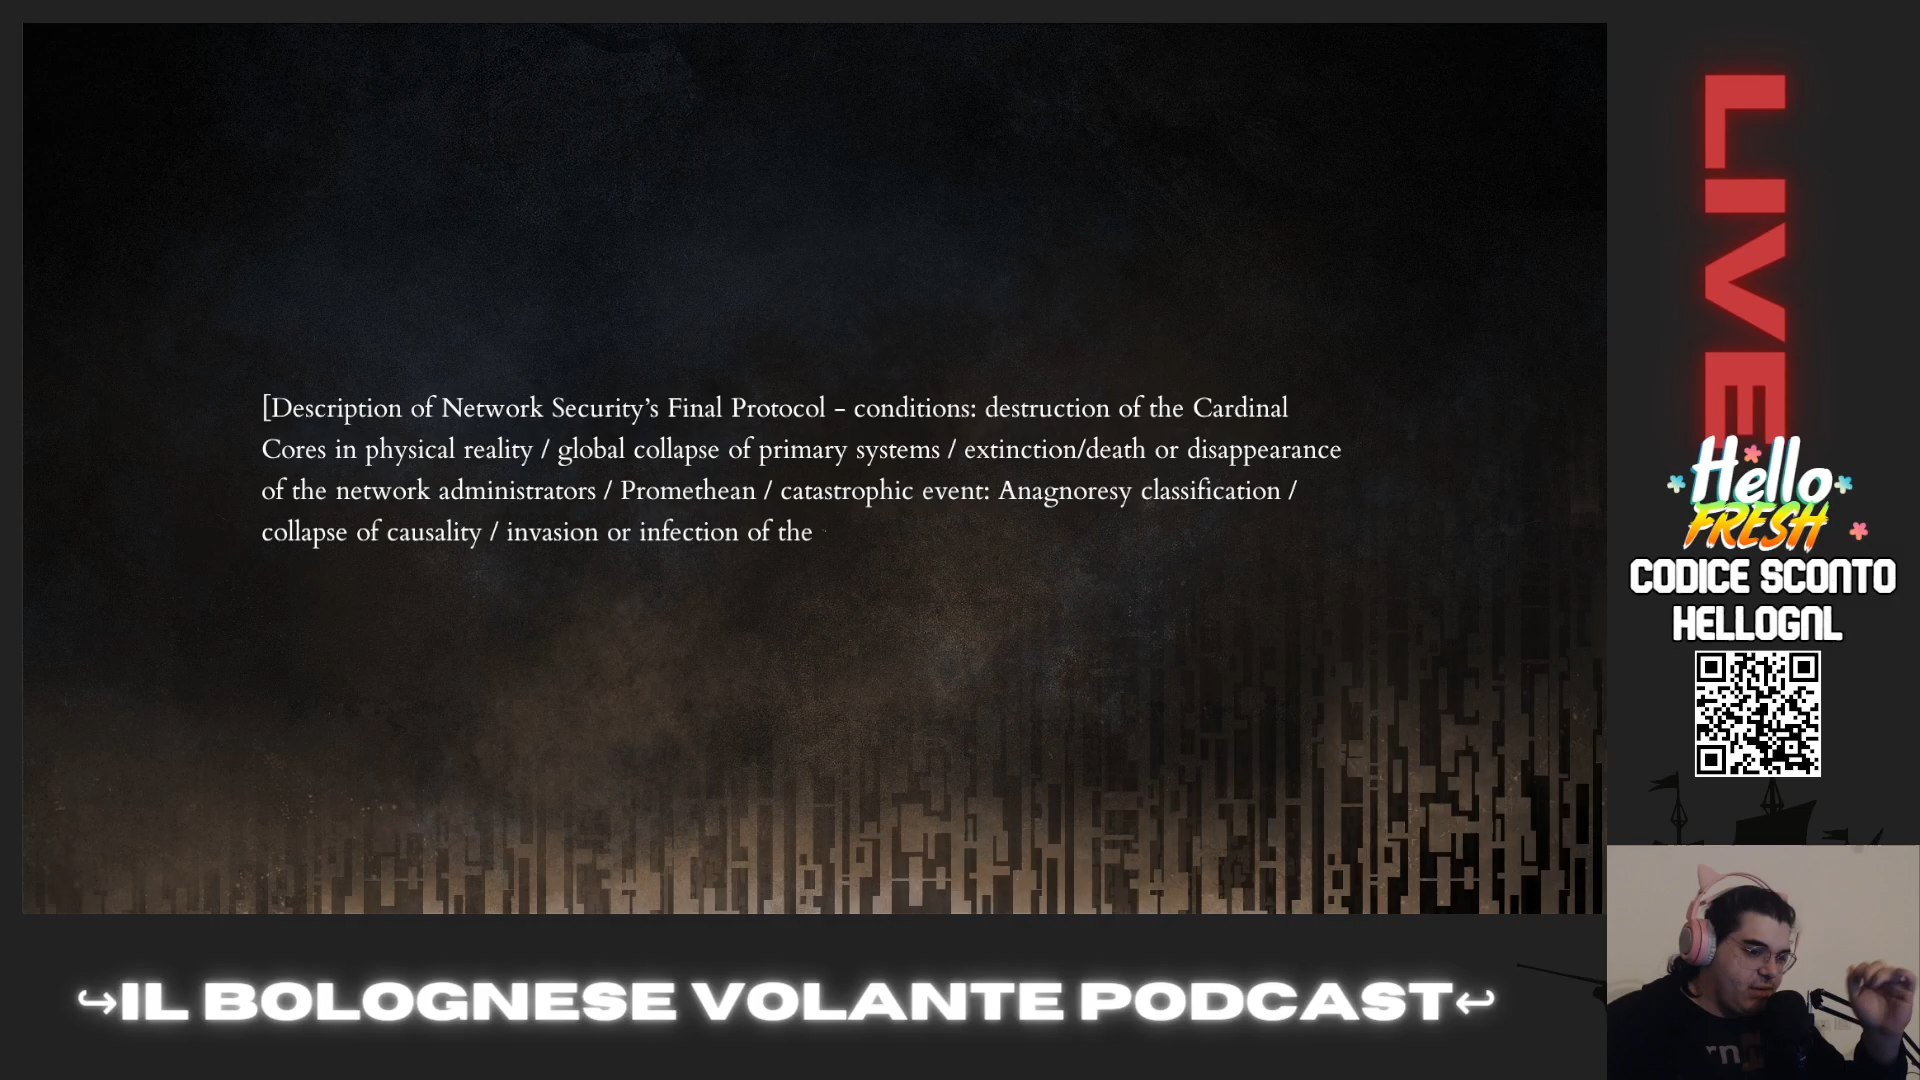 [Description of Network Security’s Final Protocol – conditions: destruction of the Cardinal
Cores in physical reality / global collapse of primary systems / extinction/death or disappearance
of the network administrators / Promethean / catastrophic event: Anagnoresy classification /
collapse of causality / invasion or infection of the
LIVE
Hello
FRESH
CODICE SCONTO
HELLOGNL
↪IL BOLOGNESE VOLANTE PODCAST↩
rn